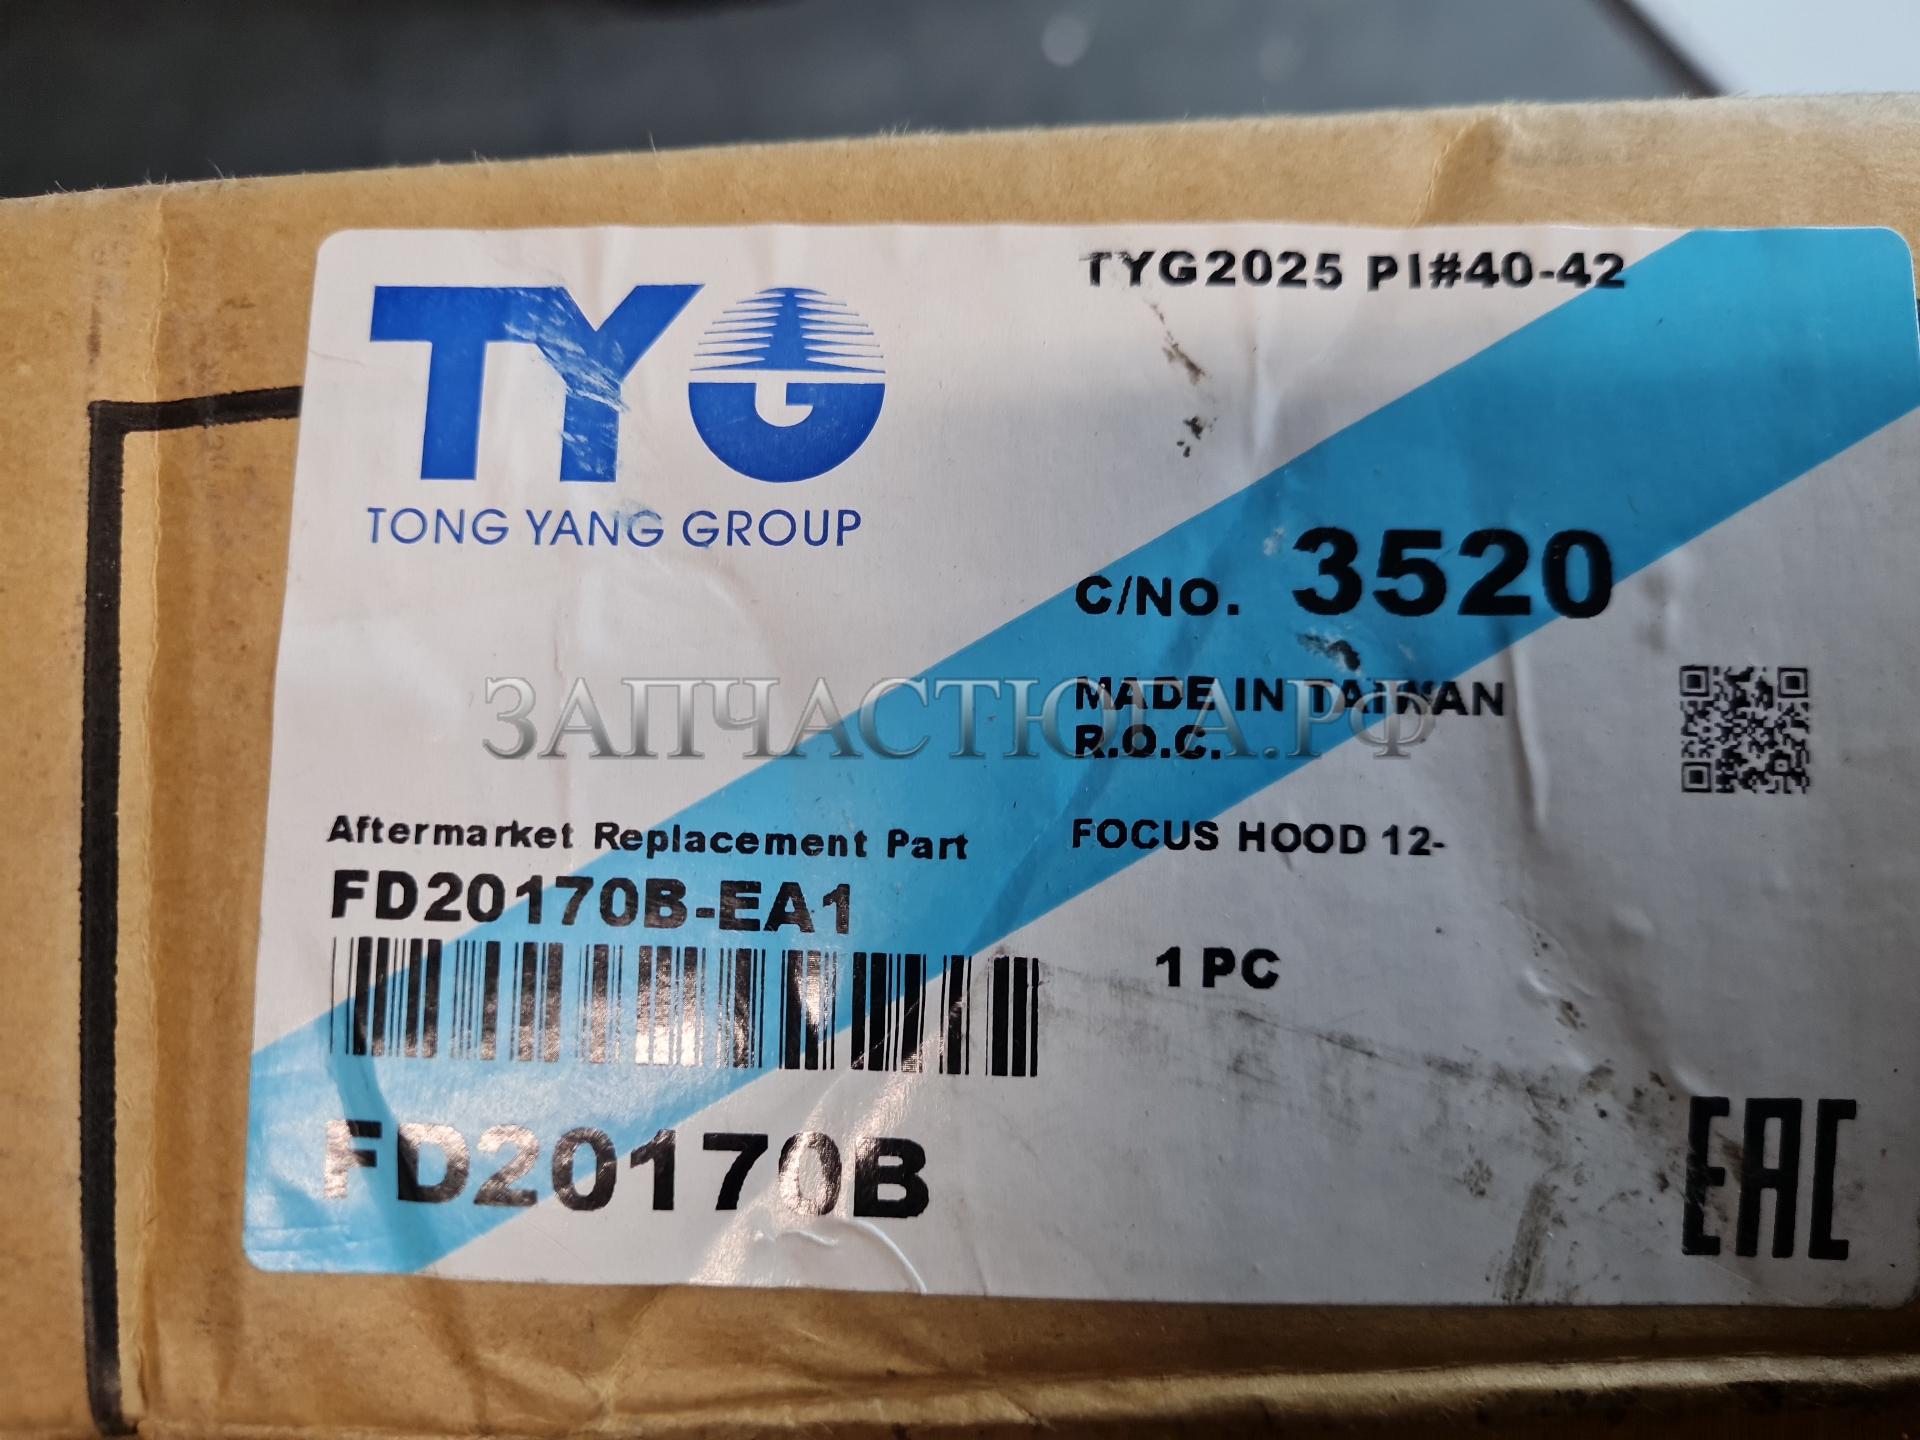 TYG2025 PI#40-42
TYG
TONG YANG GROUP
C/NO. 3520
MADE IN TAIWAN
R.O.C.
ЗАПЧАСТЮГА.РФ
Aftermarket Replacement Part
FOCUS HOOD 12-
FD20170B-EA1
1 PC
FD20170B
EAC